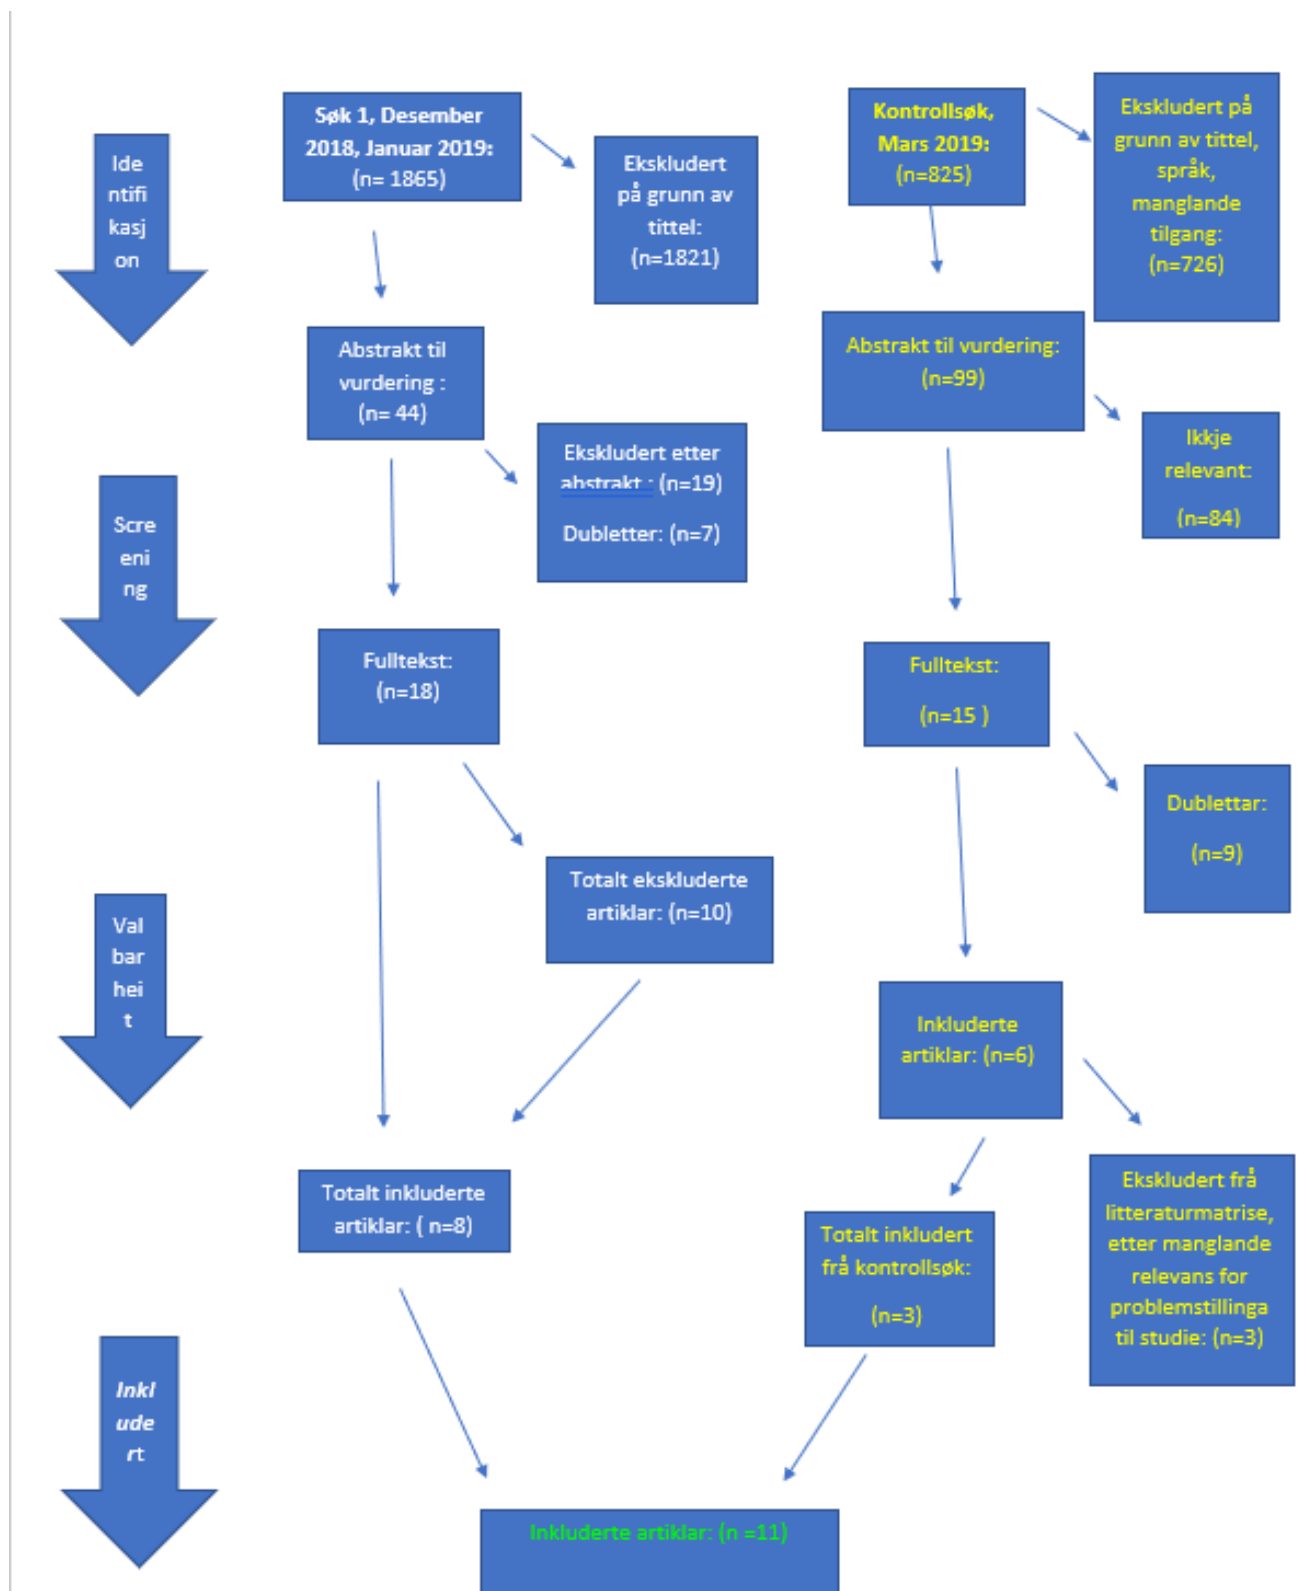 Ide
ntifi
kasj
on
Søk 1, Desember
2018, Januar 2019:
(n= 1865)
Ekskludert
på grunn av
tittel:
(n=1821)
Kontrollsøk,
Mars 2019:
(n=825)
Ekskludert på
grunn av tittel,
språk,
manglande
tilgang:
(n=726)
Abstrakt til
vurdering :
(n= 44)
Abstrakt til vurdering:
(n=99)
Scre
eni
ng
Ekskludert etter
abstrakt : (n=19)
Dubletter: (n=7)
Ikkje
relevant:
(n=84)
Fulltekst:
(n=18)
Fulltekst:
(n=15 )
Val
bar
hei
t
Totalt ekskluderte
artiklar: (n=10)
Dublettar:
(n=9)
Inkluderte
artiklar: (n=6)
Totalt inkluderte
artiklar: ( n=8)
Totalt inkludert
frå kontrollsøk:
(n=3)
Ekskludert frå
litteraturmatrise,
etter manglande
relevans for
problemstillinga
til studie: (n=3)
Inkl
ude
rt
Inkluderte artiklar: (n =11)